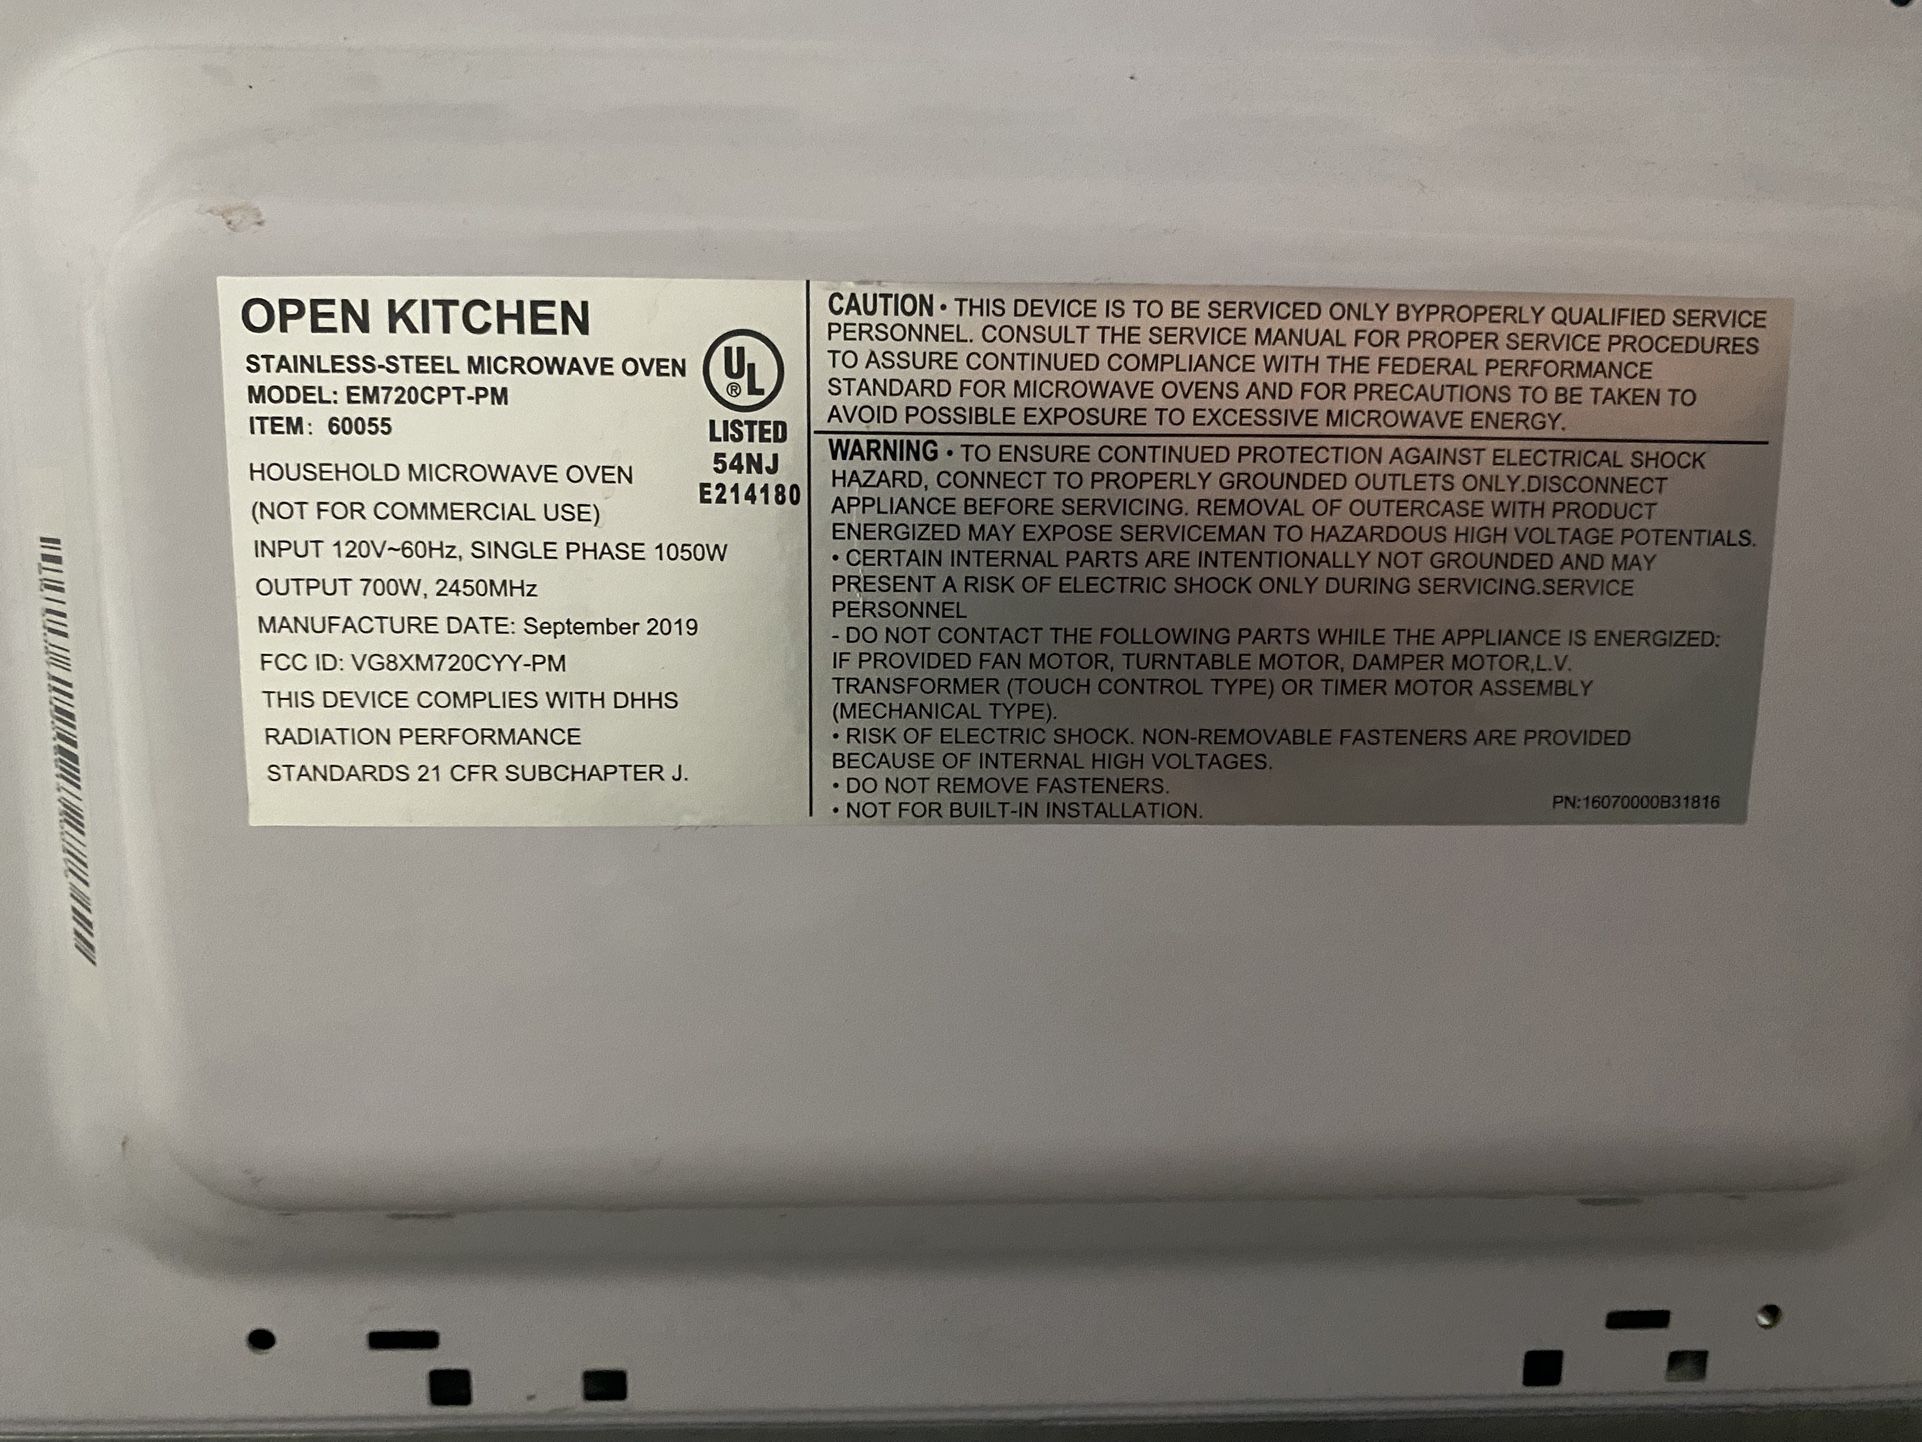 OPEN KITCHEN
STAINLESS-STEEL MICROWAVE OVEN
MODEL: EM720CPT-PM
ITEM: 60055
UL
®
LISTED
54NJ
E214180
HOUSEHOLD MICROWAVE OVEN
(NOT FOR COMMERCIAL USE)
INPUT 120V~60Hz, SINGLE PHASE 1050W
OUTPUT 700W, 2450MHz
MANUFACTURE DATE: September 2019
FCC ID: VG8XM720CYY-PM
THIS DEVICE COMPLIES WITH DHHS
RADIATION PERFORMANCE
STANDARDS 21 CFR SUBCHAPTER J.
CAUTION • THIS DEVICE IS TO BE SERVICED ONLY BYPROPERLY QUALIFIED SERVICE
PERSONNEL. CONSULT THE SERVICE MANUAL FOR PROPER SERVICE PROCEDURES
TO ASSURE CONTINUED COMPLIANCE WITH THE FEDERAL PERFORMANCE
STANDARD FOR MICROWAVE OVENS AND FOR PRECAUTIONS TO BE TAKEN TO
AVOID POSSIBLE EXPOSURE TO EXCESSIVE MICROWAVE ENERGY.
WARNING • TO ENSURE CONTINUED PROTECTION AGAINST ELECTRICAL SHOCK
HAZARD, CONNECT TO PROPERLY GROUNDED OUTLETS ONLY.DISCONNECT
APPLIANCE BEFORE SERVICING. REMOVAL OF OUTERCASE WITH PRODUCT
ENERGIZED MAY EXPOSE SERVICEMAN TO HAZARDOUS HIGH VOLTAGE POTENTIALS.
• CERTAIN INTERNAL PARTS ARE INTENTIONALLY NOT GROUNDED AND MAY
PRESENT A RISK OF ELECTRIC SHOCK ONLY DURING SERVICING.SERVICE
PERSONNEL
- DO NOT CONTACT THE FOLLOWING PARTS WHILE THE APPLIANCE IS ENERGIZED:
IF PROVIDED FAN MOTOR, TURNTABLE MOTOR, DAMPER MOTOR,L.V.
TRANSFORMER (TOUCH CONTROL TYPE) OR TIMER MOTOR ASSEMBLY
(MECHANICAL TYPE).
• RISK OF ELECTRIC SHOCK. NON-REMOVABLE FASTENERS ARE PROVIDED
BECAUSE OF INTERNAL HIGH VOLTAGES.
• DO NOT REMOVE FASTENERS.
• NOT FOR BUILT-IN INSTALLATION.
PN:16070000B31816